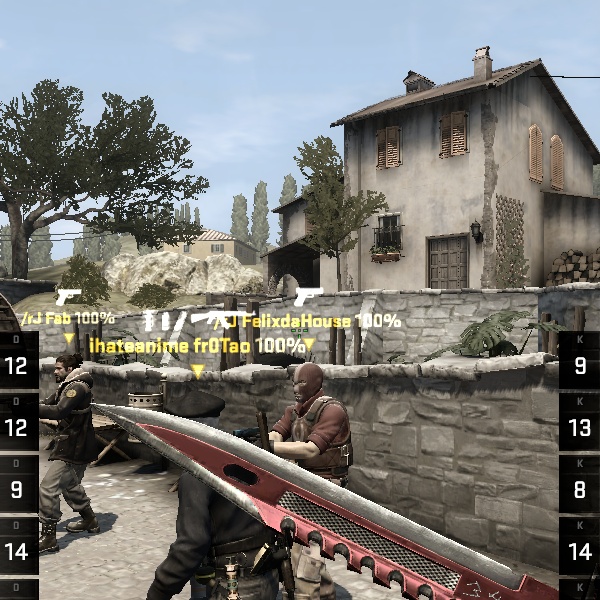 /rJ Fab 100%
/rJ FelixdaHouse 100%
ihateanime fr0Tao 100%
D
12
D
12
D
9
D
14
D
K
9
K
13
K
8
K
14
K